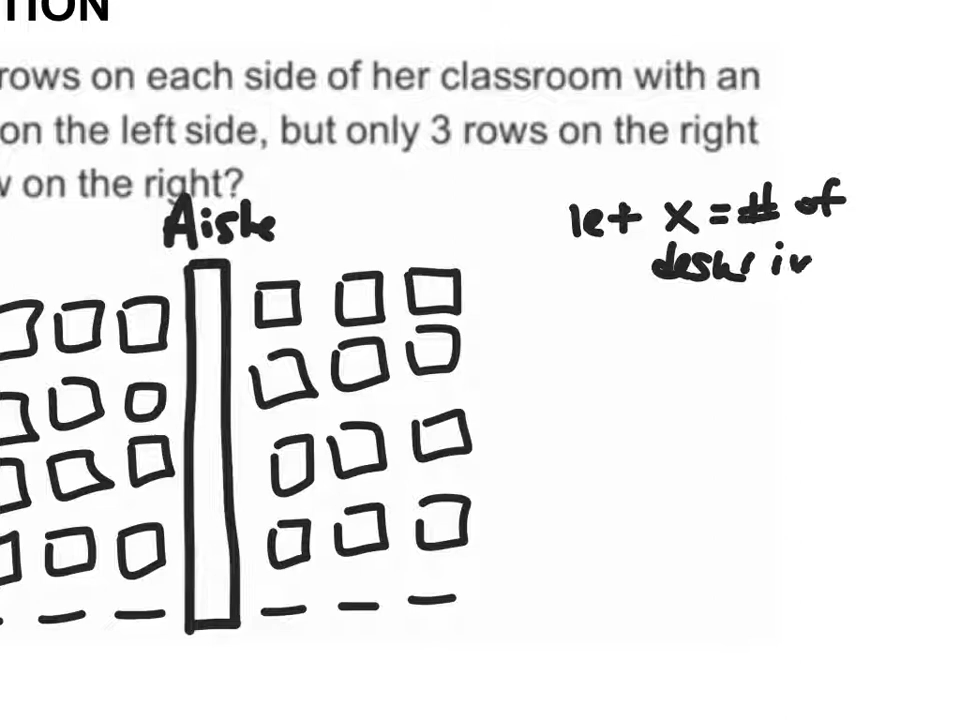 TION
rows on each side of her classroom with an
on the left side, but only 3 rows on the right
w on the right?
Aisle
let x = # of
desks in